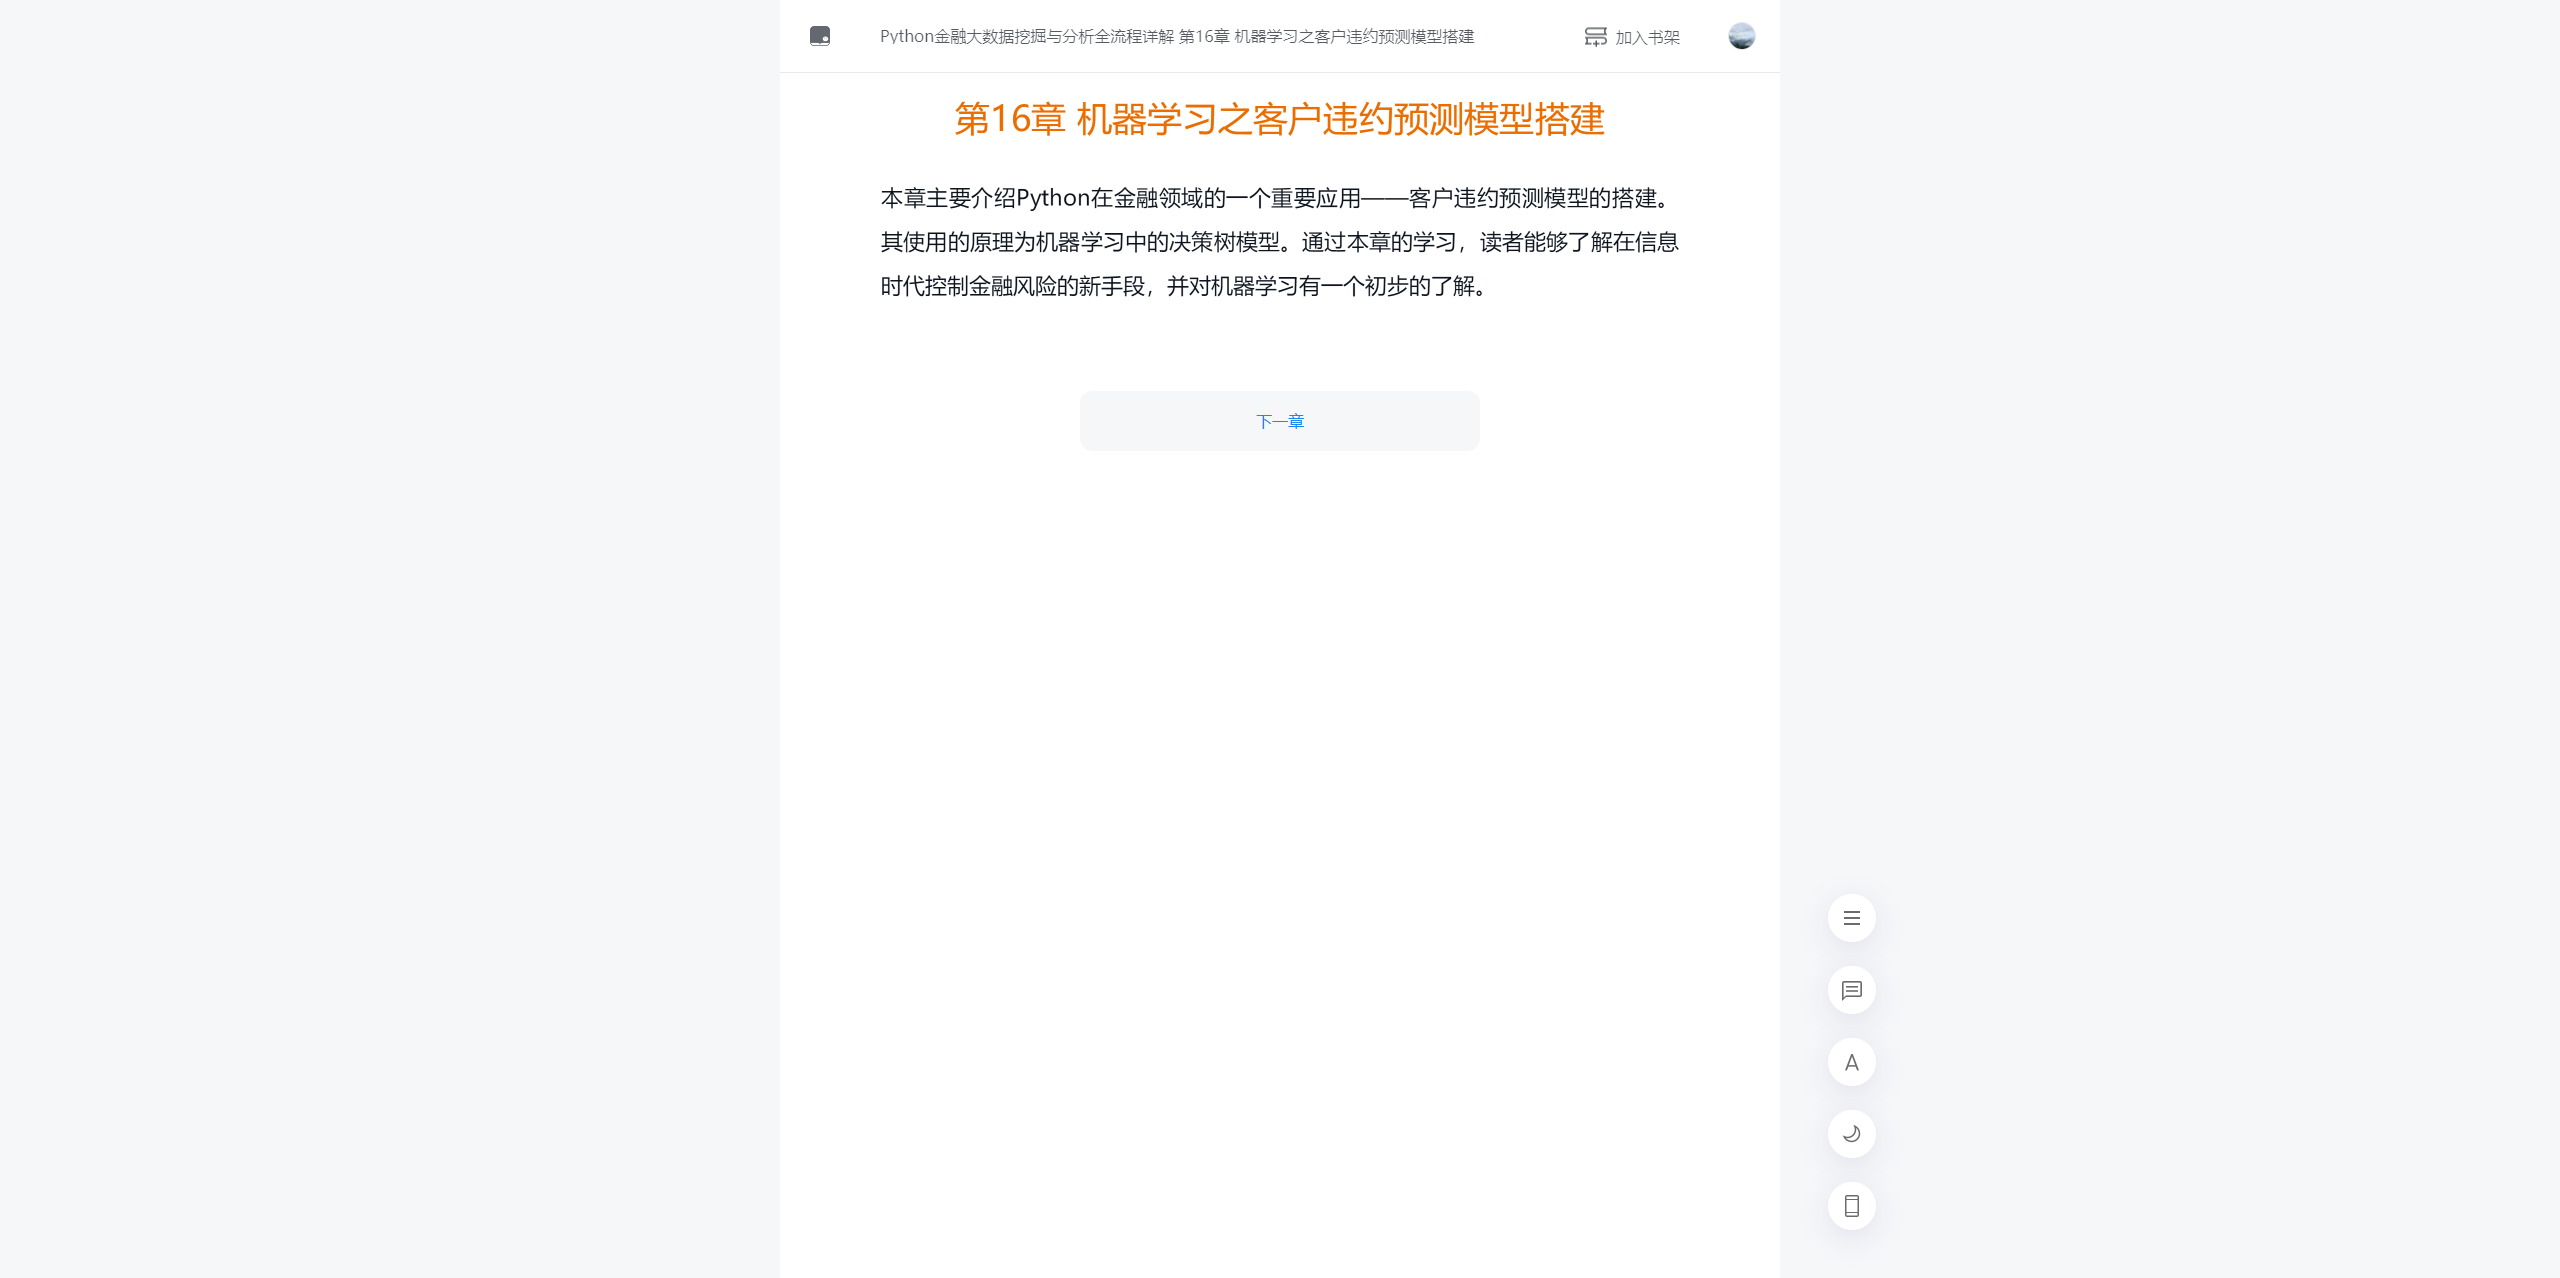 Python金融大数据挖掘与分析全流程详解 第16章 机器学习之客户违约预测模型搭建
加入书架
第16章 机器学习之客户违约预测模型搭建
本章主要介绍Python在金融领域的一个重要应用——客户违约预测模型的搭建。
其使用的原理为机器学习中的决策树模型。通过本章的学习，读者能够了解在信息
时代控制金融风险的新手段，并对机器学习有一个初步的了解。
下一章
A